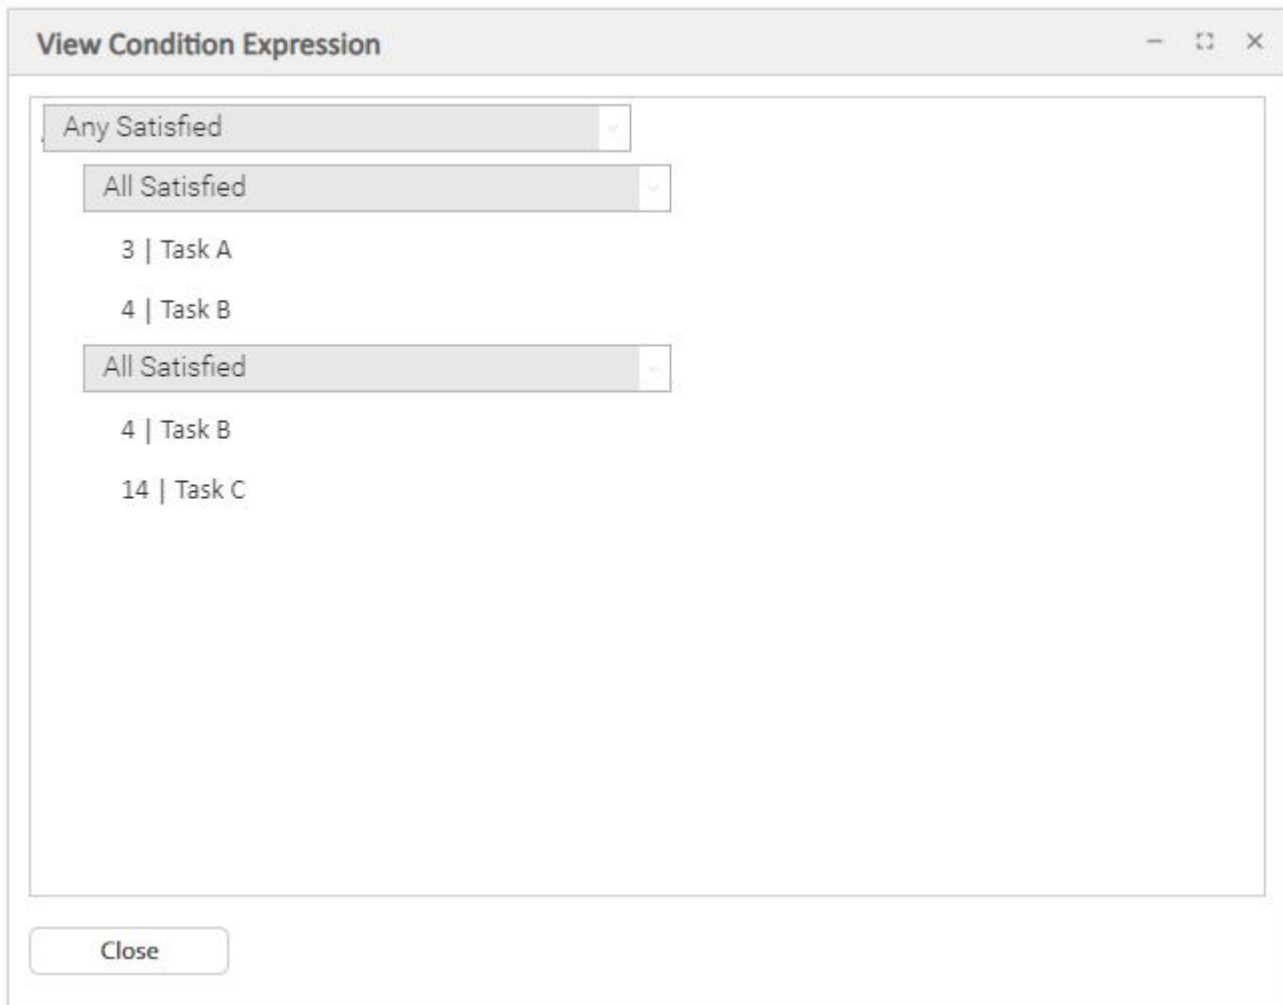 View Condition Expression
Any Satisfied
All Satisfied
3 | Task A
4 | Task B
All Satisfied
4 | Task B
14 | Task C
Close